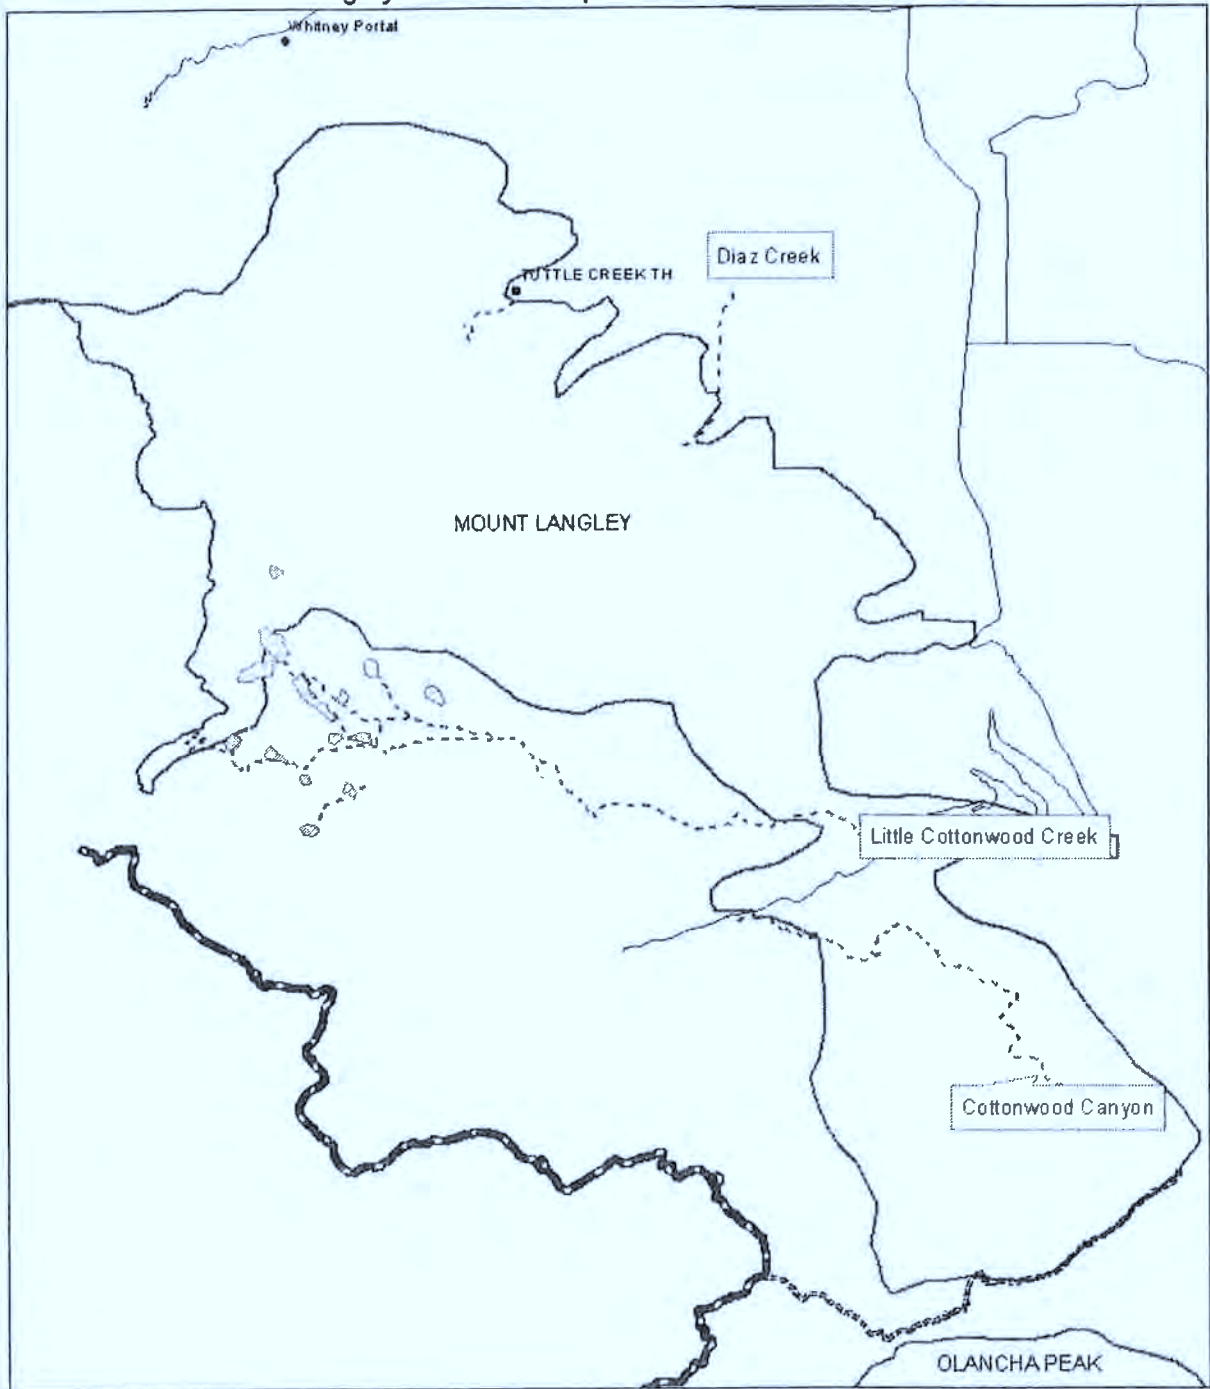 Whitney Portal
Diaz Creek
TUTTLE CREEK TH
MOUNT LANGLEY
Little Cottonwood Creek
Cottonwood Canyon
OLANCHA PEAK